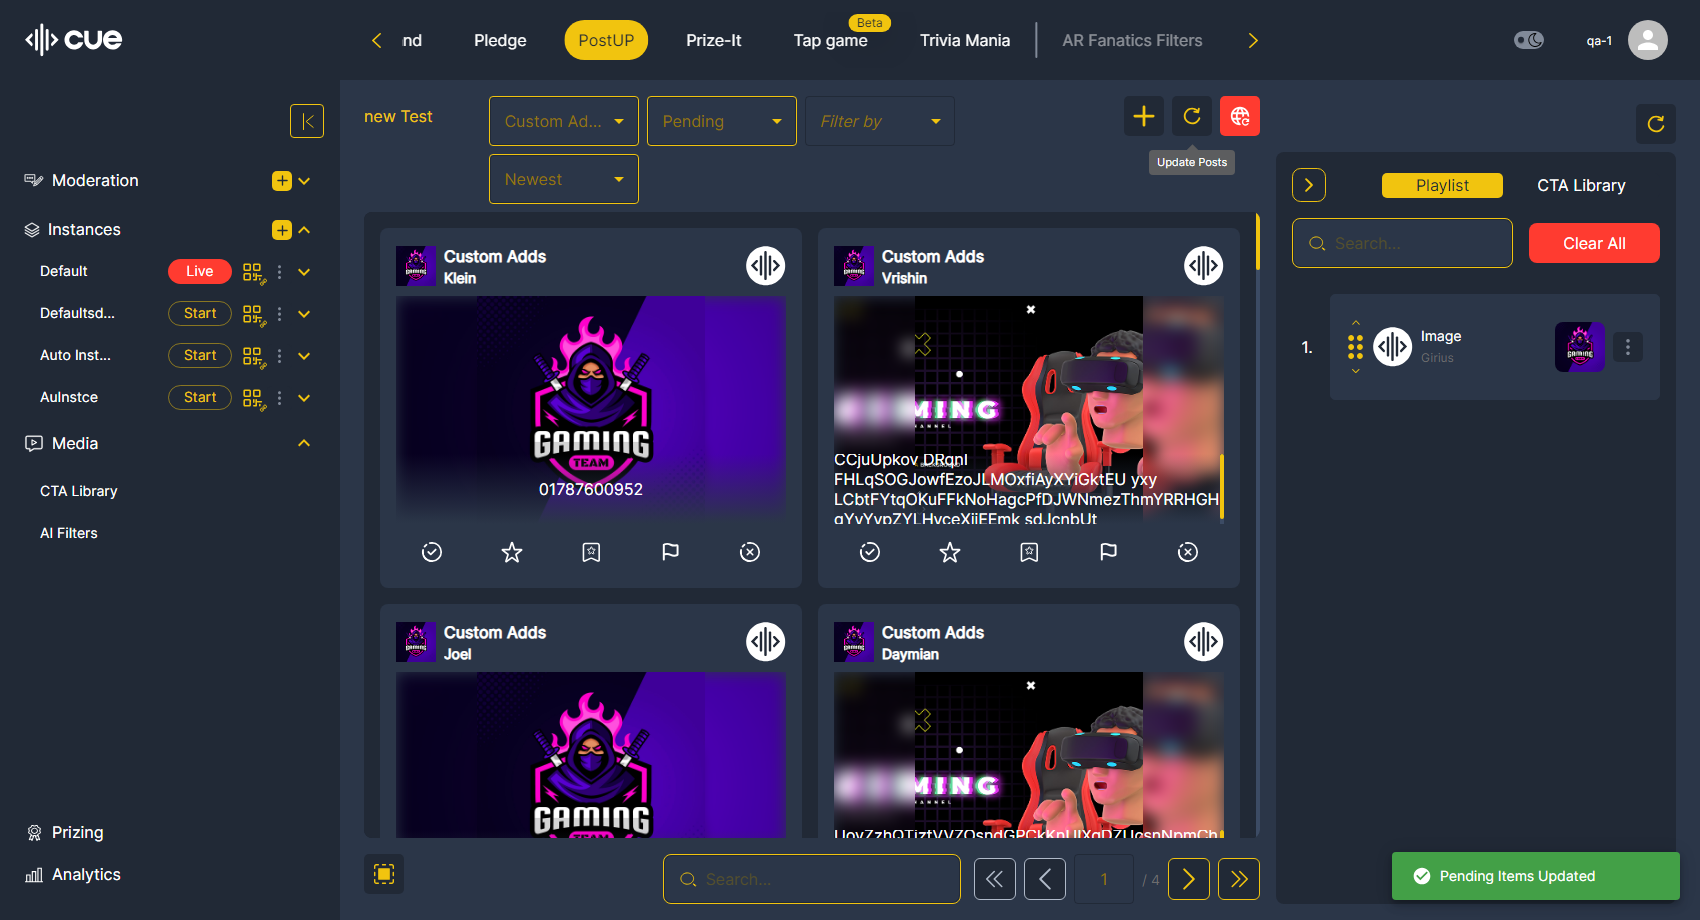 cue
nd
Pledge
PostUP
Prize-It
Tap game
Beta
Trivia Mania
AR Fanatics Filters
qa-1
Moderation
Instances
Default
Live
Defaultsd...
Start
Auto Inst...
Start
AuInstce
Start
Media
CTA Library
AI Filters
Prizing
Analytics
new Test
Custom Ad...
Pending
Filter by
Newest
Update Posts
Custom Adds
Klein
GAMING
TEAM
01787600952
Custom Adds
Vrishin
MING
ANNEL
CCjuUpkov DRqnl
FHLqSOGJowfEzoJLMOxfiAyXYiGktEU yxy
LCbtFYtqOKuFFkNoHagcPfDJWNmezThmYRRHGH
Custom Adds
Joel
GAMING
Custom Adds
Daymian
MING
ANNEL
Search...
1
/ 4
Playlist
CTA Library
Search...
Clear All
1.
Image
Girius
Pending Items Updated